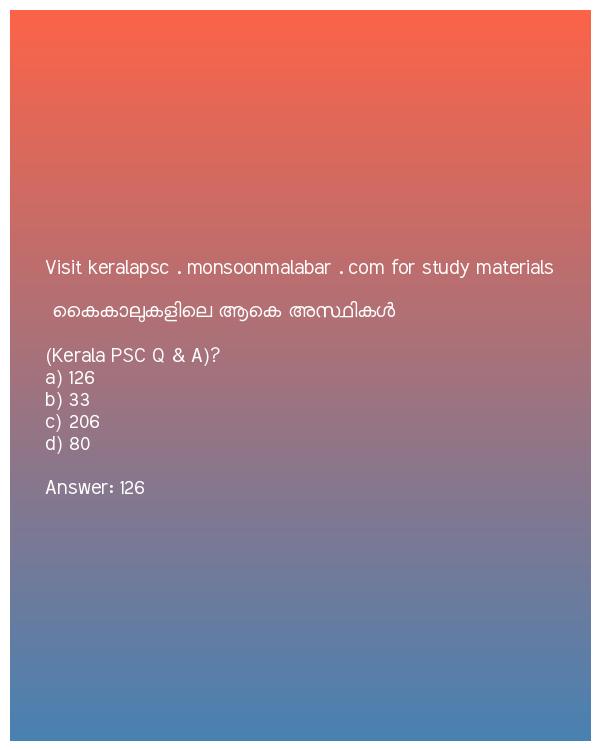 Visit keralapsc . monsoonmalabar . com for study materials
കൈകാലുകളിലെ ആകെ അസ്ഥികൾ
(Kerala PSC Q & A)?
a) 126
b) 33
c) 206
d) 80
Answer: 126